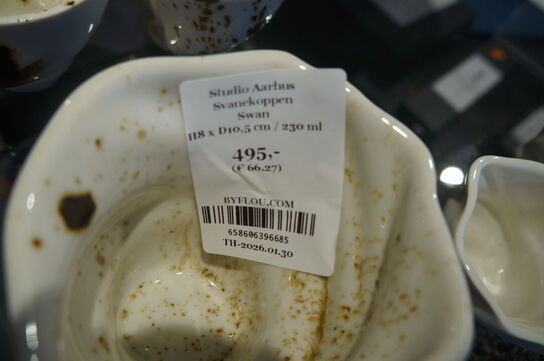 Studio Aarhus
Svanekoppen
Swan
H8 x D10,5 cm / 230 ml
495,-
(€ 66.27)
BYFLOU.COM
658606396685
TH-2026.01.30